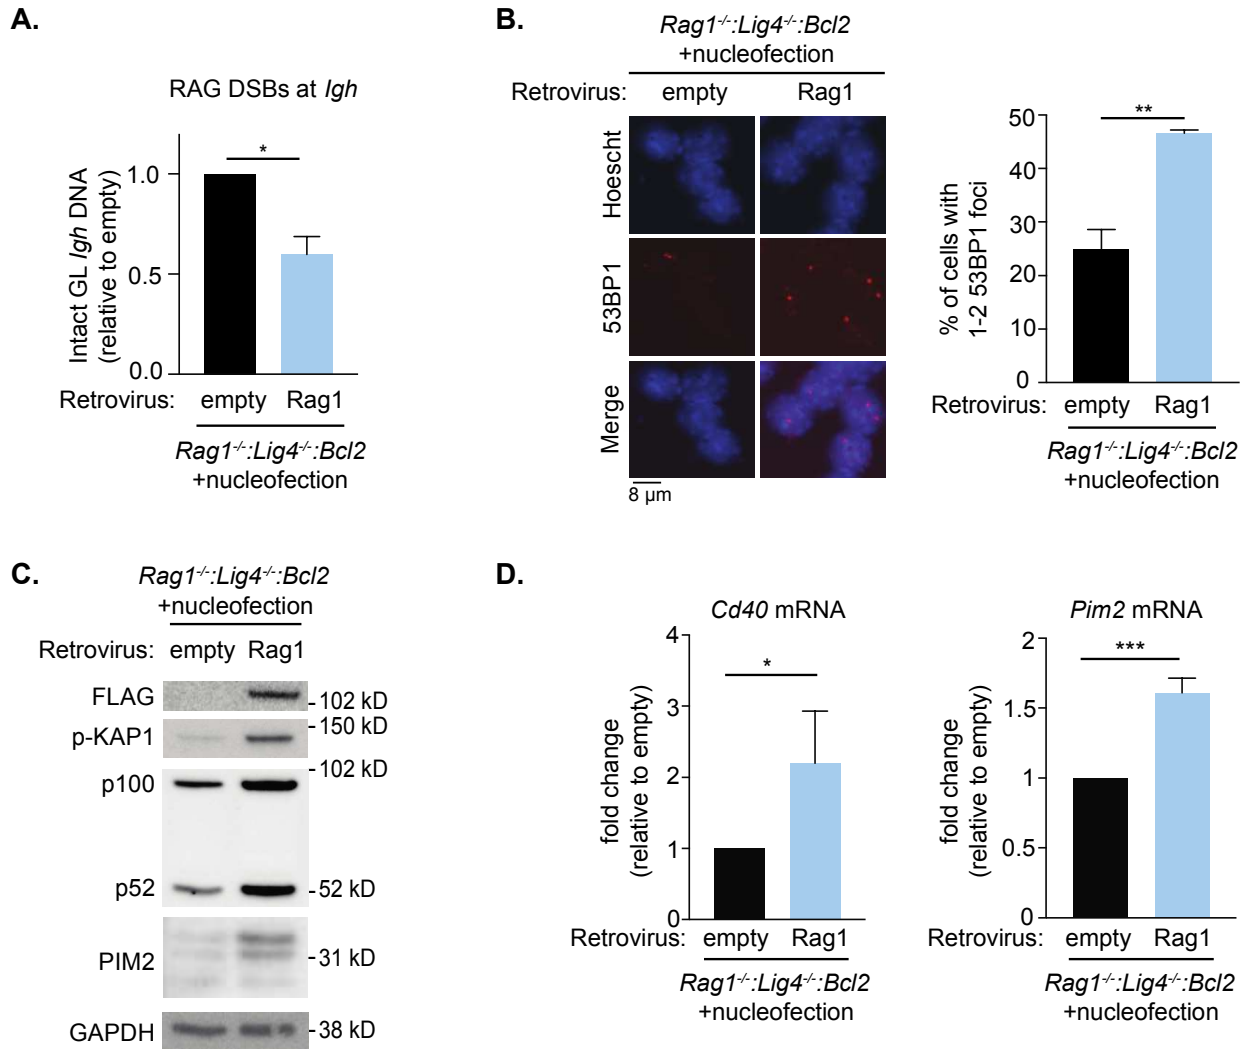 A.
RAG DSBs at Igh
*
1.0
0.5
0.0
Intact GL Igh DNA
(relative to empty)
Retrovirus: empty Rag1
Rag1-/-:Lig4-/-:Bcl2
+nucleofection
B.
Rag1-/-:Lig4-/-:Bcl2
+nucleofection
Retrovirus: empty Rag1
Hoescht
53BP1
Merge
8 µm
**
50
40
30
20
10
0
% of cells with
1-2 53BP1 foci
Retrovirus: empty Rag1
Rag1-/-:Lig4-/-:Bcl2
+nucleofection
C.
Rag1-/-:Lig4-/-:Bcl2
+nucleofection
Retrovirus: empty Rag1
FLAG
-102 kD
-150 kD
p-KAP1
-102 kD
p100
p52
-52 kD
PIM2
-31 kD
GAPDH
-38 kD
D.
Cd40 mRNA
*
4
3
2
1
0
fold change
(relative to empty)
Retrovirus: empty Rag1
Rag1-/-:Lig4-/-:Bcl2
+nucleofection
Pim2 mRNA
***
2
1.5
1
0.5
0
fold change
(relative to empty)
Retrovirus: empty Rag1
Rag1-/-:Lig4-/-:Bcl2
+nucleofection